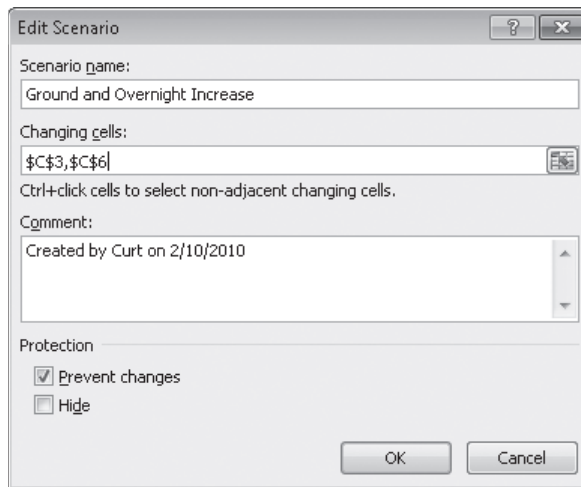 Edit Scenario
?
Scenario name:
Ground and Overnight Increase
Changing cells:
$C$3,$C$6
Ctrl+click cells to select non-adjacent changing cells.
Comment:
Created by Curt on 2/10/2010
Protection
Prevent changes
Hide
OK Cancel